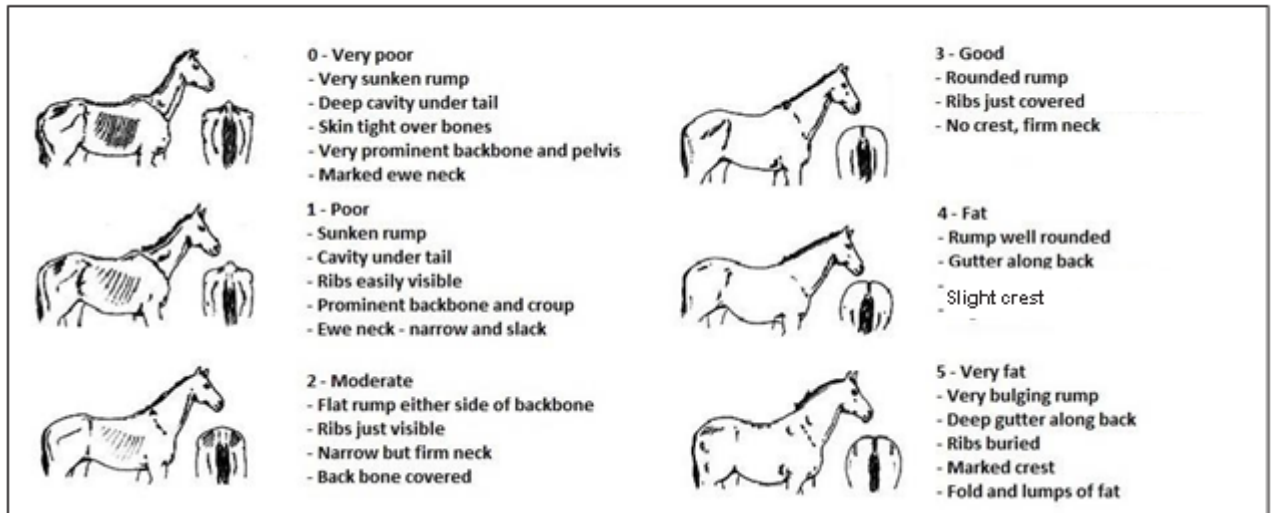 0 - Very poor
- Very sunken rump
- Deep cavity under tail
- Skin tight over bones
- Very prominent backbone and pelvis
- Marked ewe neck
1 - Poor
- Sunken rump
- Cavity under tail
- Ribs easily visible
- Prominent backbone and croup
- Ewe neck - narrow and slack
2 - Moderate
- Flat rump either side of backbone
- Ribs just visible
- Narrow but firm neck
- Back bone covered
3 - Good
- Rounded rump
- Ribs just covered
- No crest, firm neck
4 - Fat
- Rump well rounded
- Gutter along back
- Slight crest
-
5 - Very fat
- Very bulging rump
- Deep gutter along back
- Ribs buried
- Marked crest
- Fold and lumps of fat